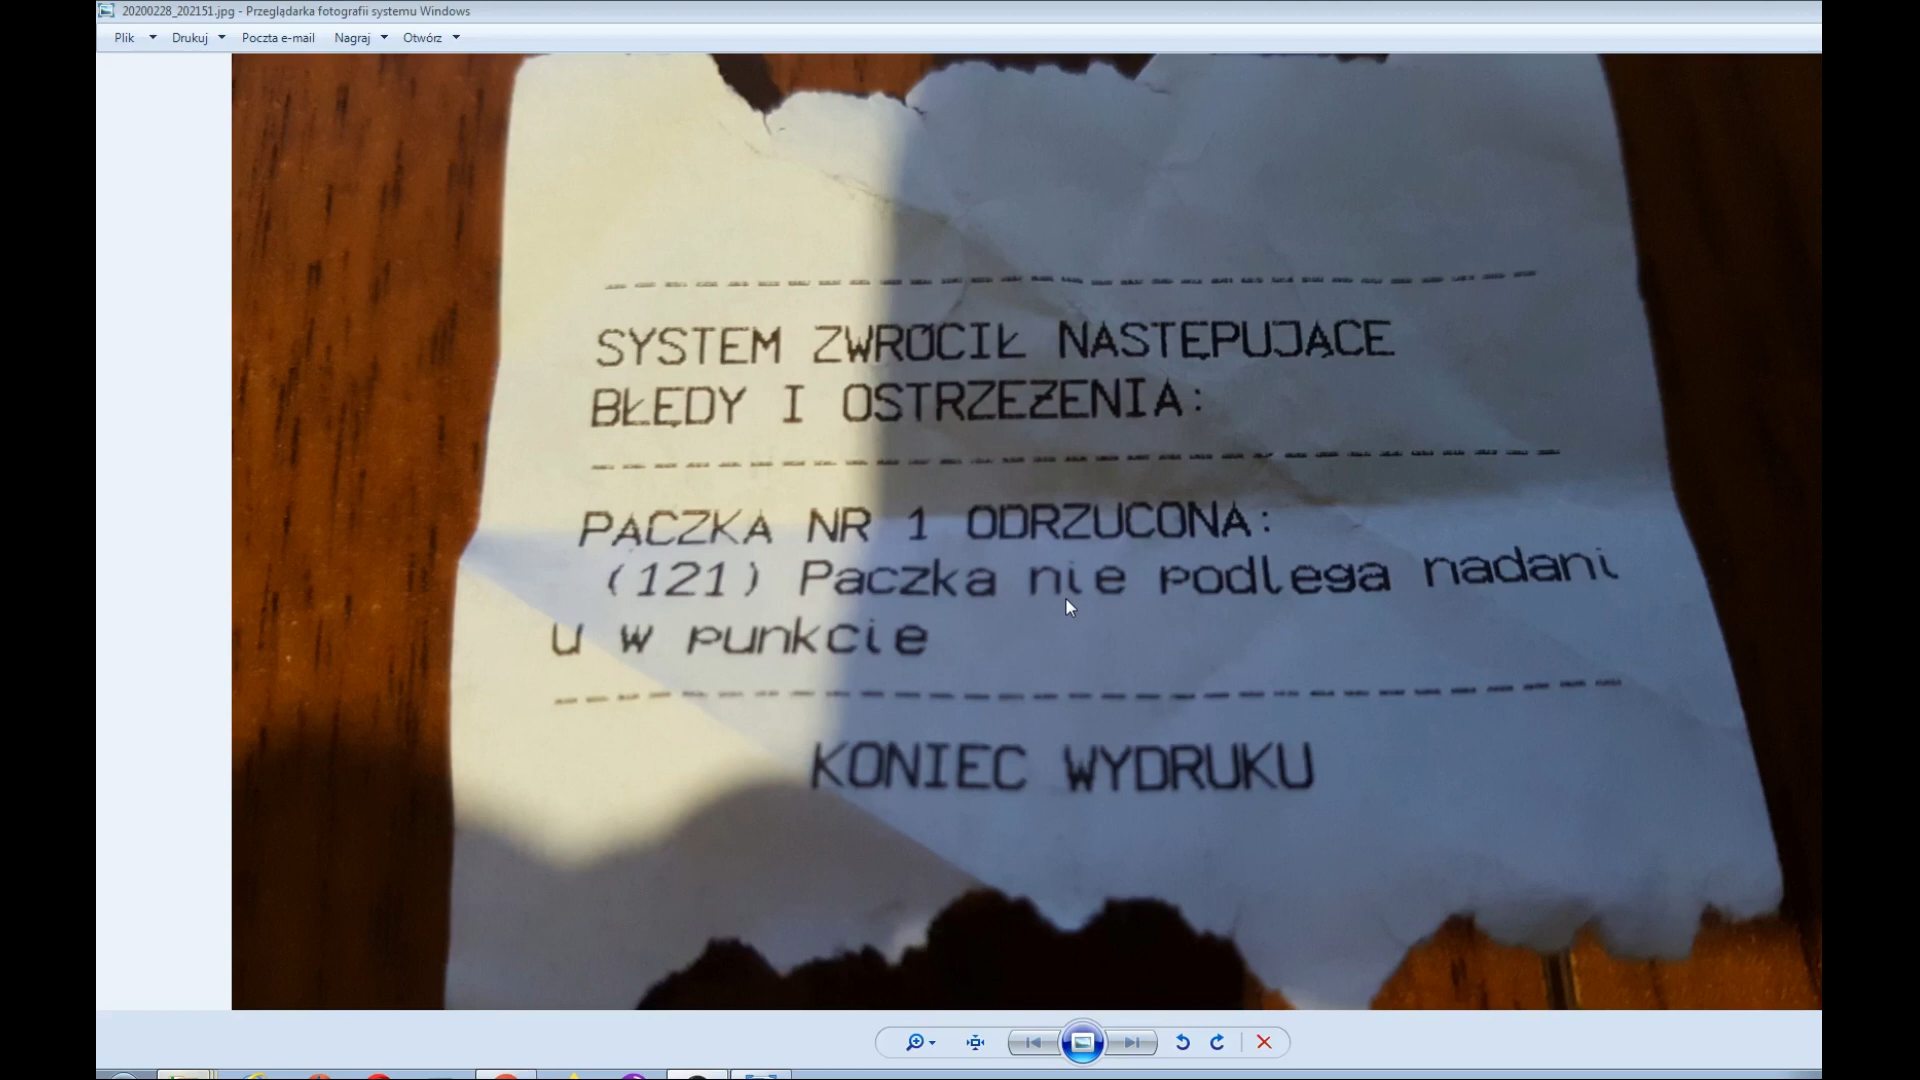 20200228_202151.jpg - Przeglądarka fotografii systemu Windows
Plik Drukuj Poczta e-mail Nagraj Otwórz
SYSTEM ZWRÓCIŁ NASTĘPUJĄCE
BŁĘDY I OSTRZEŻENIA:
PACZKA NR 1 ODRZUCONA:
(121) Paczka nie podlega nadani
u w punkcie
KONIEC WYDRUKU